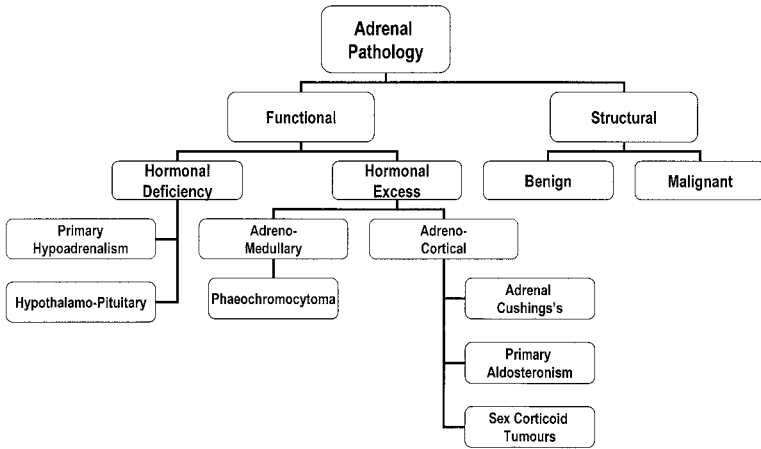 Adrenal
Pathology
Functional
Structural
Hormonal
Deficiency
Hormonal
Excess
Benign
Malignant
Primary
Hypoadrenalism
Adreno-
Medullary
Adreno-
Cortical
Hypothalamo-Pituitary
Phaeochromocytoma
Adrenal
Cushings's
Primary
Aldosteronism
Sex Corticoid
Tumours